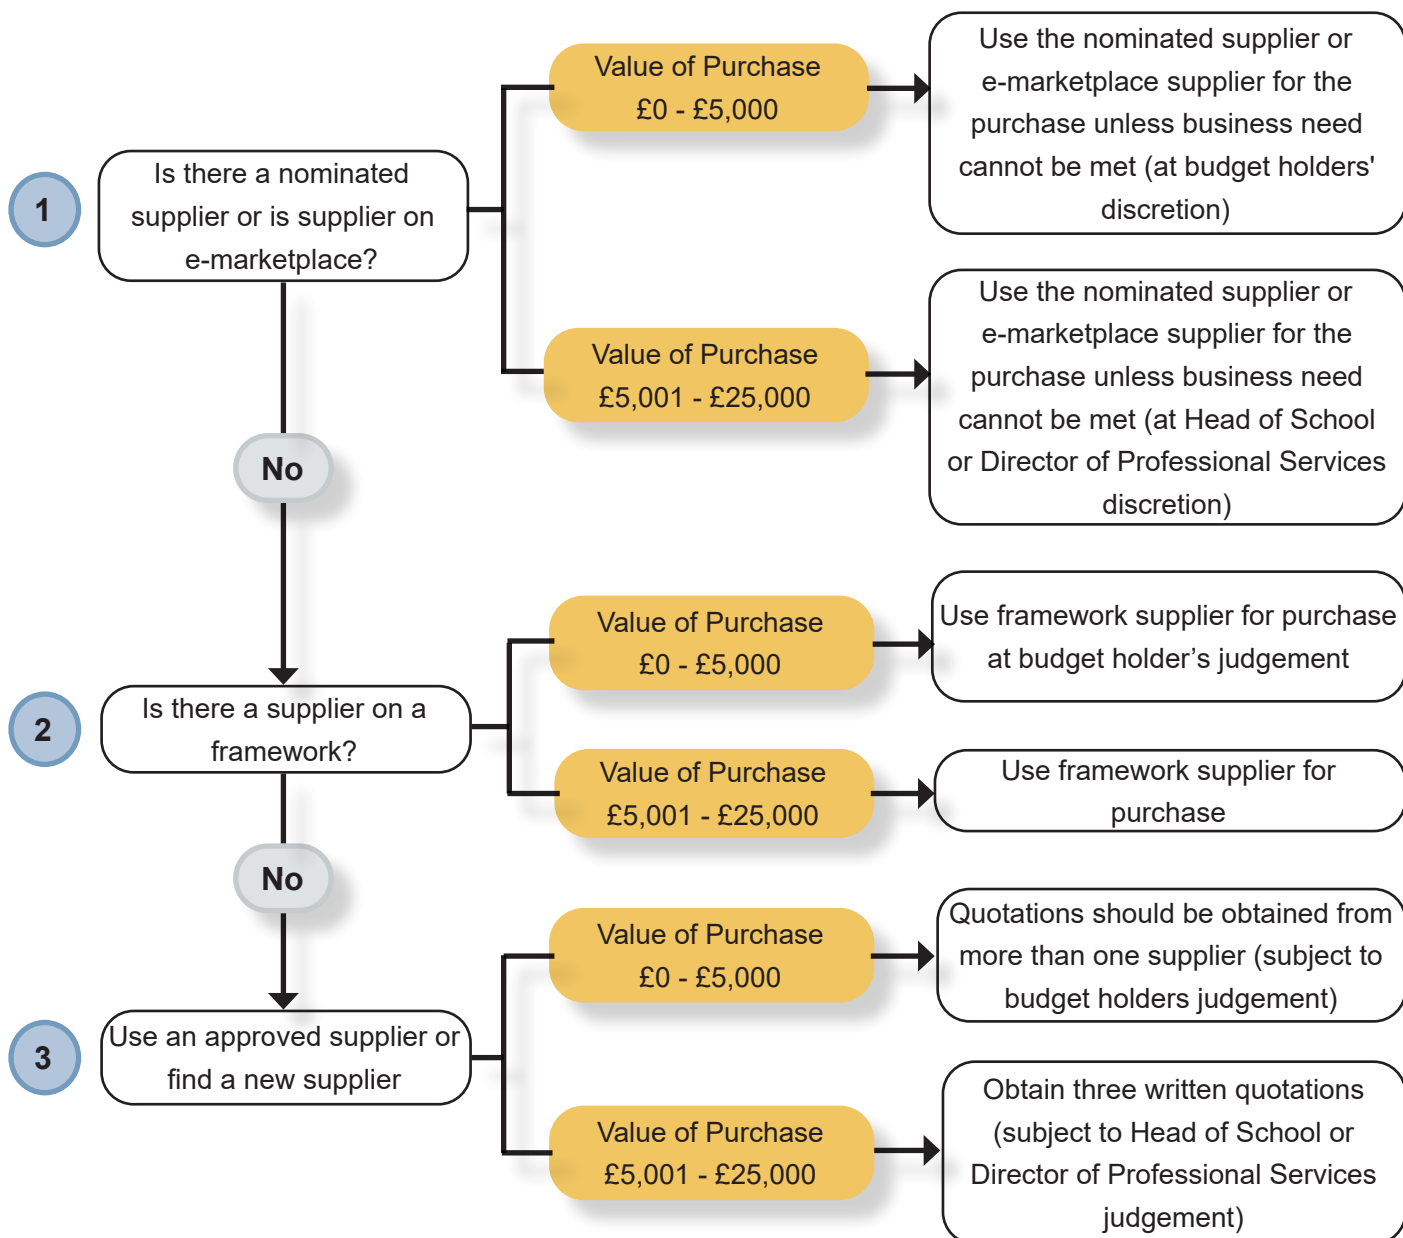 1
Is there a nominated
supplier or is supplier on
e-marketplace?
Value of Purchase
£0 - £5,000
Use the nominated supplier or
e-marketplace supplier for the
purchase unless business need
cannot be met (at budget holders'
discretion)
Value of Purchase
£5,001 - £25,000
Use the nominated supplier or
e-marketplace supplier for the
purchase unless business need
cannot be met (at Head of School
or Director of Professional Services
discretion)
No
2
Is there a supplier on a
framework?
Value of Purchase
£0 - £5,000
Use framework supplier for purchase
at budget holder’s judgement
Value of Purchase
£5,001 - £25,000
Use framework supplier for
purchase
No
3
Use an approved supplier or
find a new supplier
Value of Purchase
£0 - £5,000
Quotations should be obtained from
more than one supplier (subject to
budget holders judgement)
Value of Purchase
£5,001 - £25,000
Obtain three written quotations
(subject to Head of School or
Director of Professional Services
judgement)